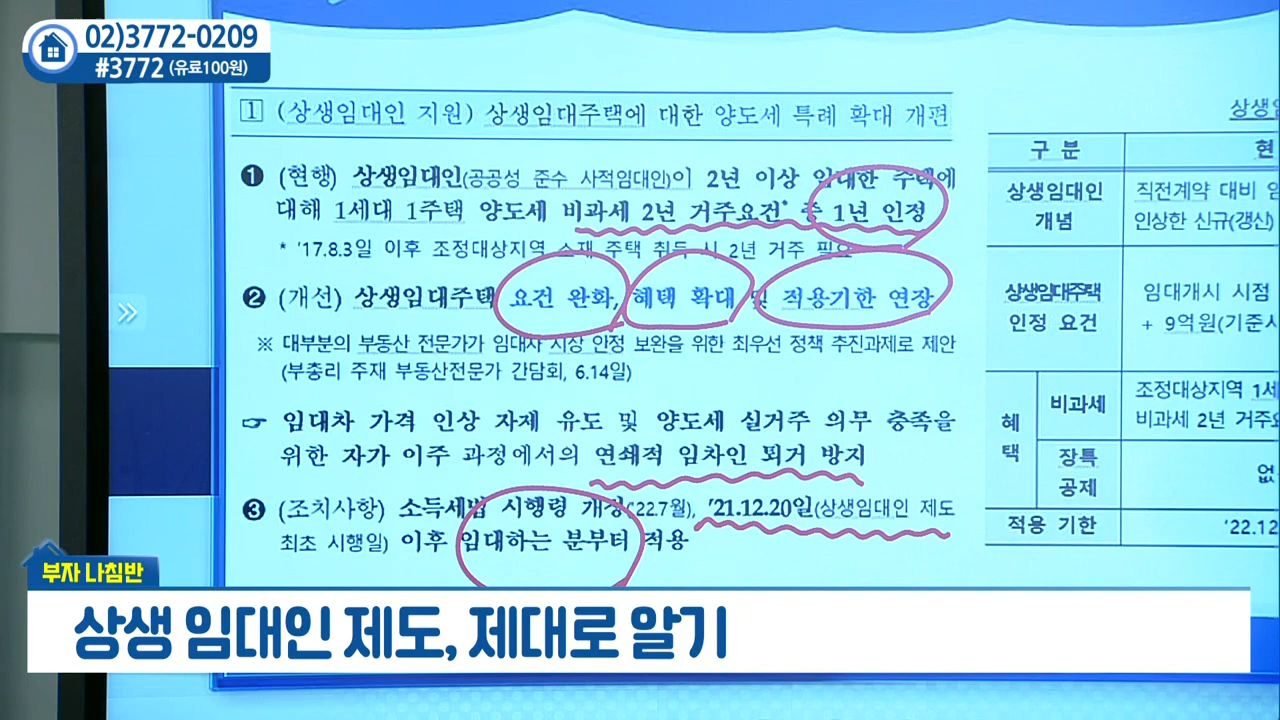 02)3772-0209
#3772 (유료100원)
1 (상생임대인 지원) 상생임대주택에 대한 양도세 특례 확대 개편
❶ (현행) 상생임대인(공공성 준수 사적임대인)이 2년 이상 임대한 주택에
대해 1세대 1주택 양도세 비과세 2년 거주요건* 중 1년 인정
* '17.8.3일 이후 조정대상지역 소재 주택 취득 시 2년 거주 필요
❷ (개선) 상생임대주택 요건 완화, 혜택 확대 및 적용기한 연장
※ 대부분의 부동산 전문가가 임대차 시장 안정 보완을 위한 최우선 정책 추진과제로 제안
(부총리 주재 부동산전문가 간담회, 6.14일)
☞ 임대차 가격 인상 자제 유도 및 양도세 실거주 의무 충족을
위한 자가 이주 과정에서의 연쇄적 임차인 퇴거 방지
❸ (조치사항) 소득세법 시행령 개정('22.7월), '21.12.20일(상생임대인 제도
최초 시행일) 이후 임대하는 분부터 적용
상생임
구 분 현
상생임대인
개념
직전계약 대비 임
인상한 신규(갱신)
상생임대주택
인정 요건
임대개시 시점
+ 9억원(기준시
혜
택
비과세
조정대상지역 1세
비과세 2년 거주요
장특
공제
없
적용 기한 '22.12
부자 나침반
상생 임대인 제도, 제대로 알기